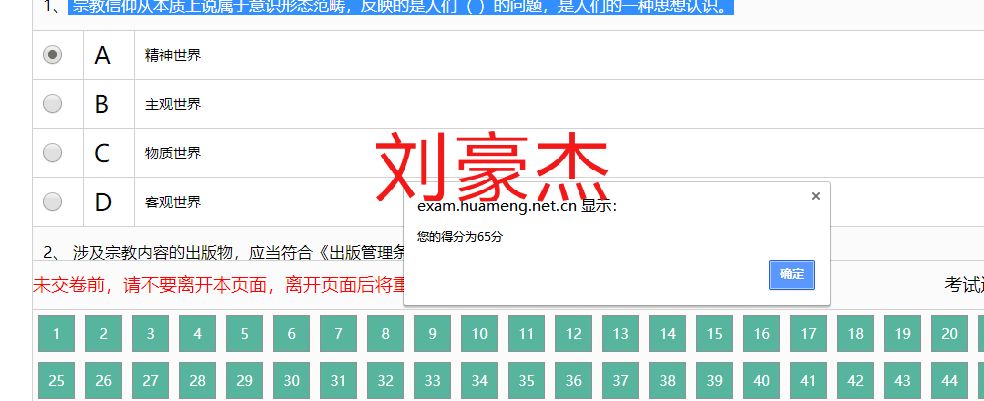 1、宗教信仰从本质上说属于意识形态范畴，反映的是人们（ ）的问题，是人们的一种思想认识。
A 精神世界
B 主观世界
C 物质世界
D 客观世界
刘豪杰
exam.huameng.net.cn 显示：
×
您的得分为65分
确定
2、 涉及宗教内容的出版物，应当符合《出版管理条
未交卷前，请不要离开本页面，离开页面后将重
考试
1 2 3 4 5 6 7 8 9 10 11 12 13 14 15 16 17 18 19 20
25 26 27 28 29 30 31 32 33 34 35 36 37 38 39 40 41 42 43 44